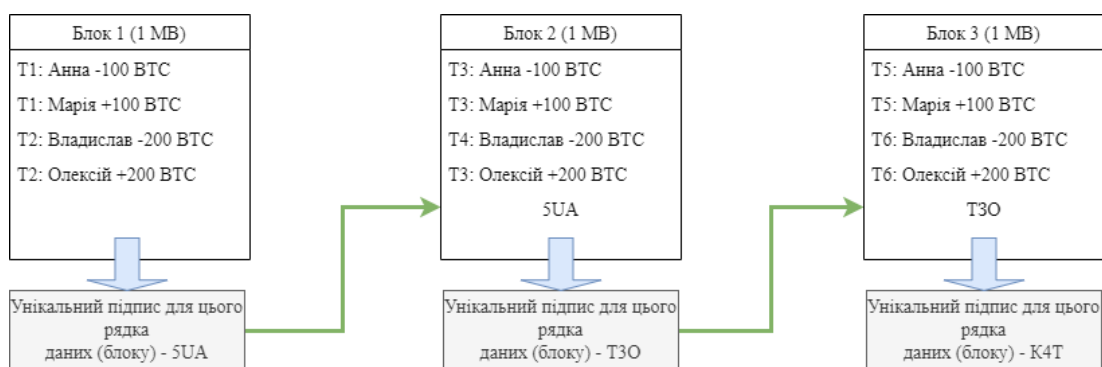 Блок 1 (1 MB)
T1: Анна -100 BTC
T1: Марія +100 BTC
T2: Владислав -200 BTC
T2: Олексій +200 BTC
Унікальний підпис для цього
рядка
даних (блоку) - 5UA
Блок 2 (1 MB)
T3: Анна -100 BTC
T3: Марія +100 BTC
T4: Владислав -200 BTC
T3: Олексій +200 BTC
5UA
Унікальний підпис для цього
рядка
даних (блоку) - ТЗО
Блок 3 (1 MB)
T5: Анна -100 BTC
T5: Марія +100 BTC
T6: Владислав -200 BTC
T6: Олексій +200 BTC
ТЗО
Унікальний підпис для цього
рядка
даних (блоку) - К4Т